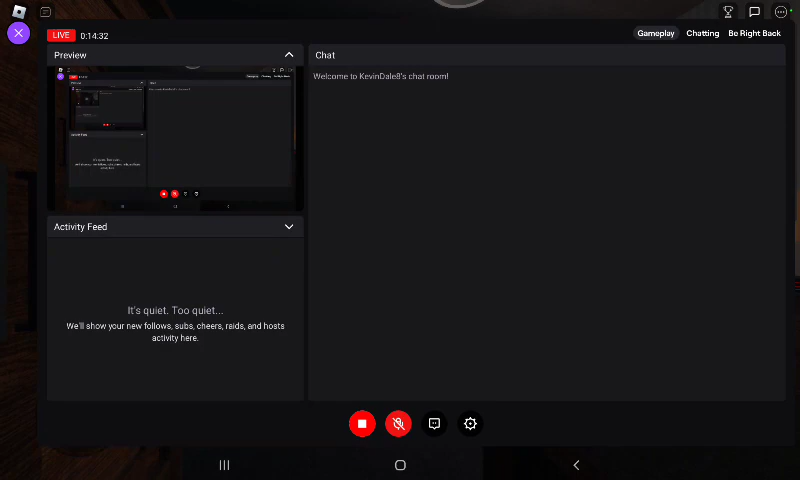 LIVE 0:14:32
Gameplay Chatting Be Right Back
Preview
Chat
Welcome to KevinDale8's chat room!
Activity Feed
It's quiet. Too quiet...
We'll show your new follows, subs, cheers, raids, and hosts
activity here.